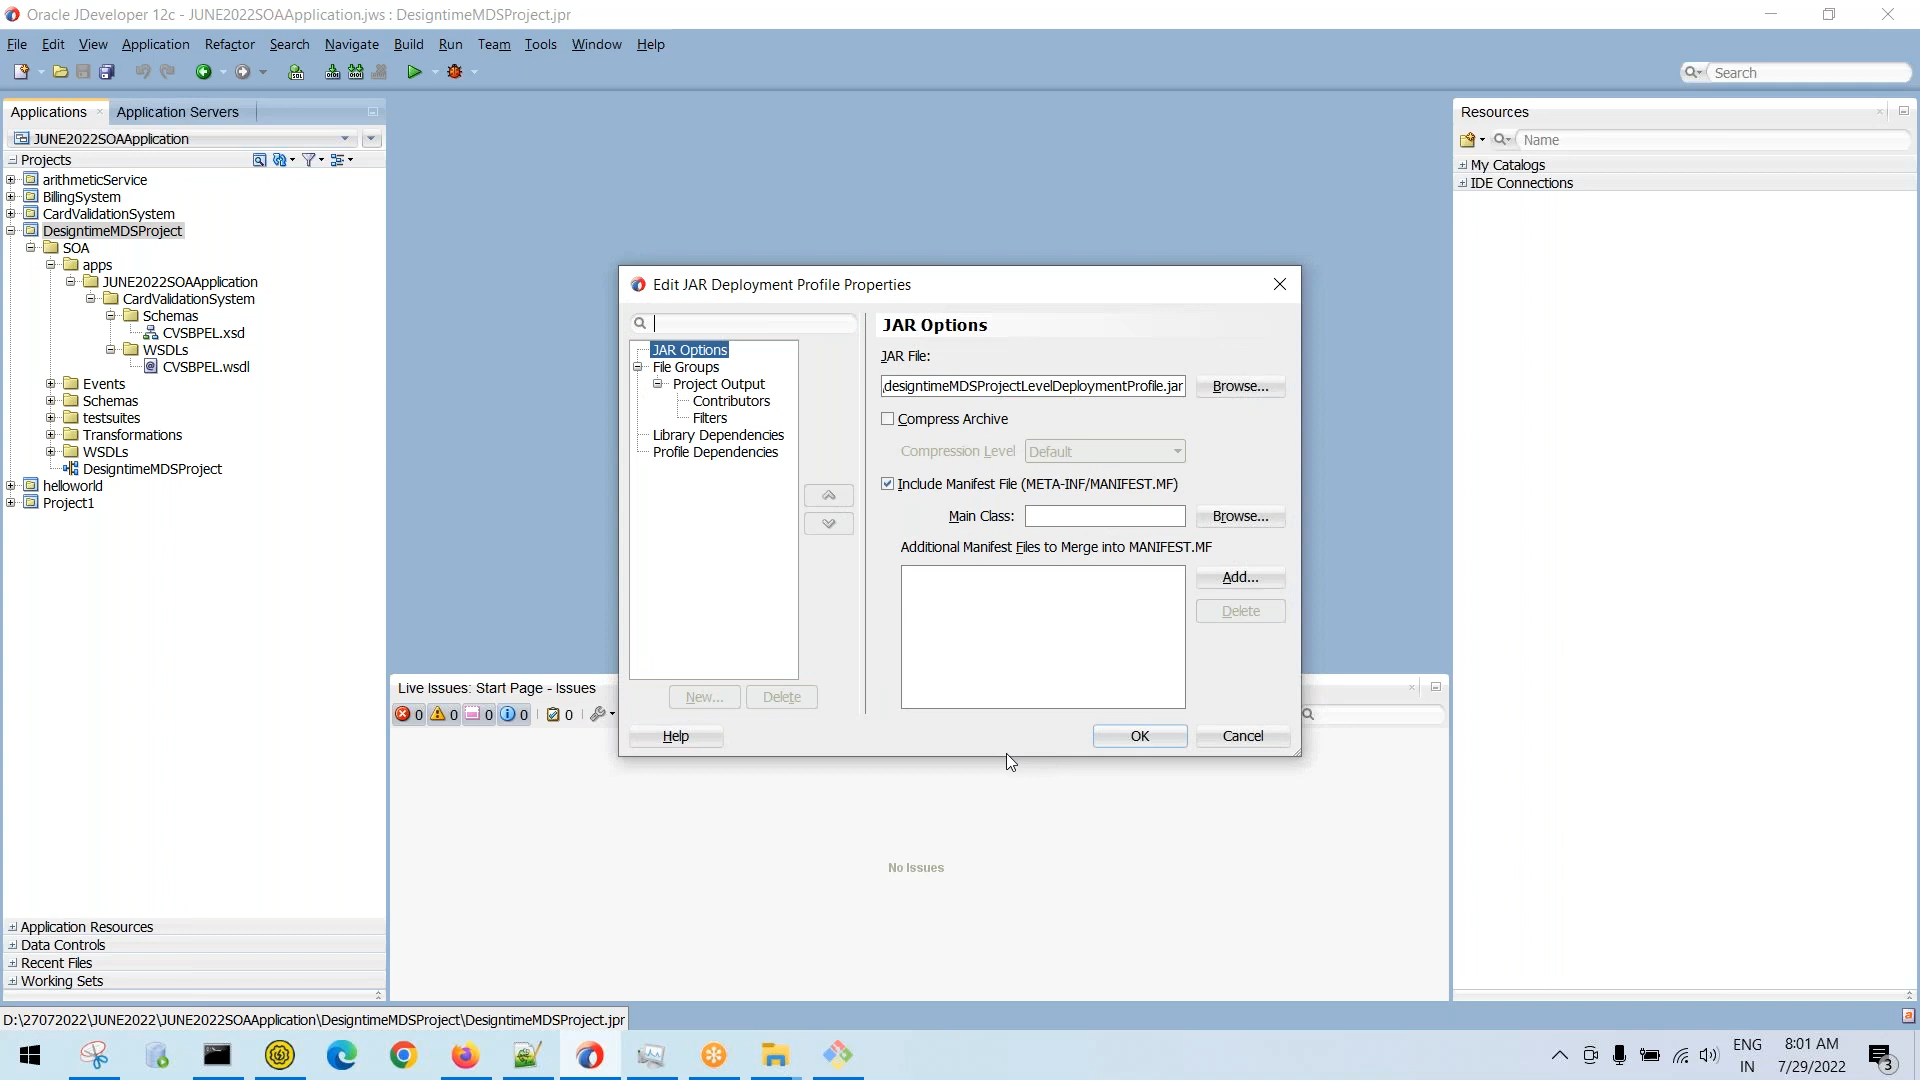 Oracle JDeveloper 12c - JUNE2022SOAApplication.jws : DesigntimeMDSProject.jpr
File Edit View Application Refactor Search Navigate Build Run Team Tools Window Help
Search
Applications Application Servers
JUNE2022SOAApplication
Projects
arithmeticService
BillingSystem
CardValidationSystem
DesigntimeMDSProject
SOA
apps
JUNE2022SOAApplication
CardValidationSystem
Schemas
CVSBPEL.xsd
WSDLs
CVSBPEL.wsdl
Events
Schemas
testsuites
Transformations
WSDLs
DesigntimeMDSProject
helloworld
Project1
Application Resources
Data Controls
Recent Files
Working Sets
Live Issues: Start Page - Issues
0 0 0 0 0
No Issues
Edit JAR Deployment Profile Properties
JAR Options
File Groups
Project Output
Contributors
Filters
Library Dependencies
Profile Dependencies
New... Delete
Help
JAR Options
JAR File:
designtimeMDSProjectLevelDeploymentProfile.jar Browse...
Compress Archive
Compression Level Default
Include Manifest File (META-INF/MANIFEST.MF)
Main Class: Browse...
Additional Manifest Files to Merge into MANIFEST.MF
Add...
Delete
OK Cancel
Resources
Name
My Catalogs
IDE Connections
D:\27072022\JUNE2022\JUNE2022SOAApplication\DesigntimeMDSProject\DesigntimeMDSProject.jpr
ENG
IN
8:01 AM
7/29/2022
3